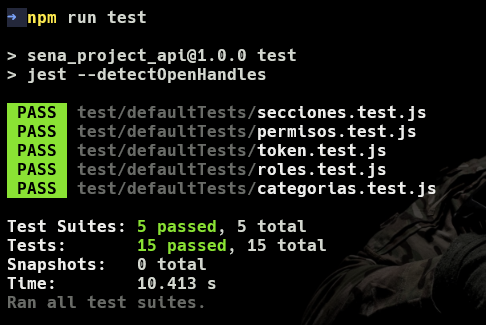 ➜ npm run test
> sena_project_api@1.0.0 test
> jest --detectOpenHandles
PASS test/defaultTests/secciones.test.js
PASS test/defaultTests/permisos.test.js
PASS test/defaultTests/token.test.js
PASS test/defaultTests/roles.test.js
PASS test/defaultTests/categorias.test.js
Test Suites: 5 passed, 5 total
Tests: 15 passed, 15 total
Snapshots: 0 total
Time: 10.413 s
Ran all test suites.